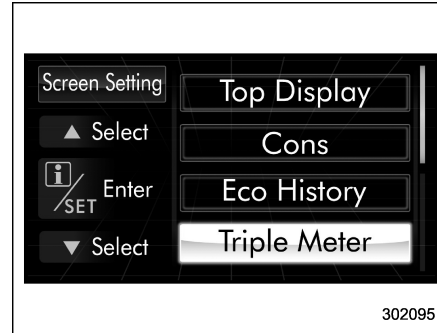 Screen Setting
▲ Select
i/SET Enter
▼ Select
Top Display
Cons
Eco History
Triple Meter
302095